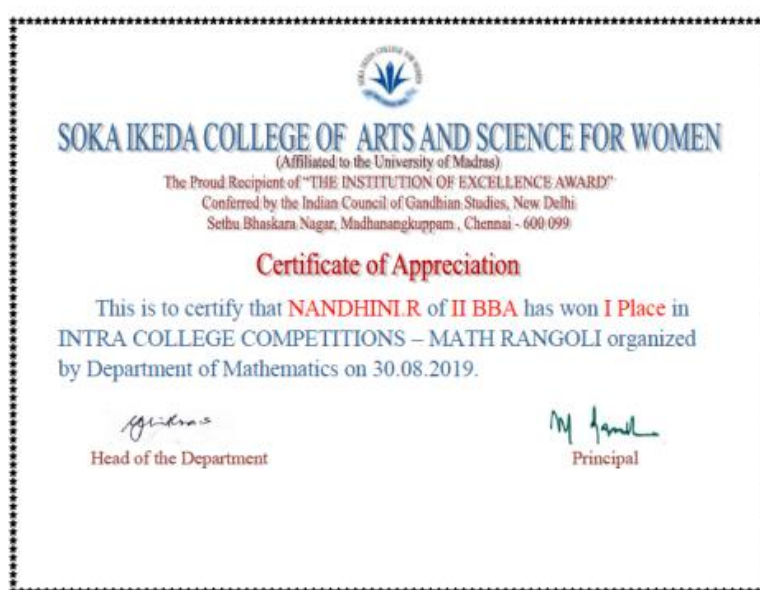 SOKA IKEDA COLLEGE OF ARTS AND SCIENCE FOR WOMEN
(Affiliated to the University of Madras)
The Proud Recipient of “THE INSTITUTION OF EXCELLENCE AWARD”
Conferred by the Indian Council of Gandhian Studies, New Delhi
Sethu Bhaskara Nagar, Madhanangkuppam , Chennai - 600 099
Certificate of Appreciation
This is to certify that NANDHINI.R of II BBA has won I Place in
INTRA COLLEGE COMPETITIONS – MATH RANGOLI organized
by Department of Mathematics on 30.08.2019.
Head of the Department
Principal